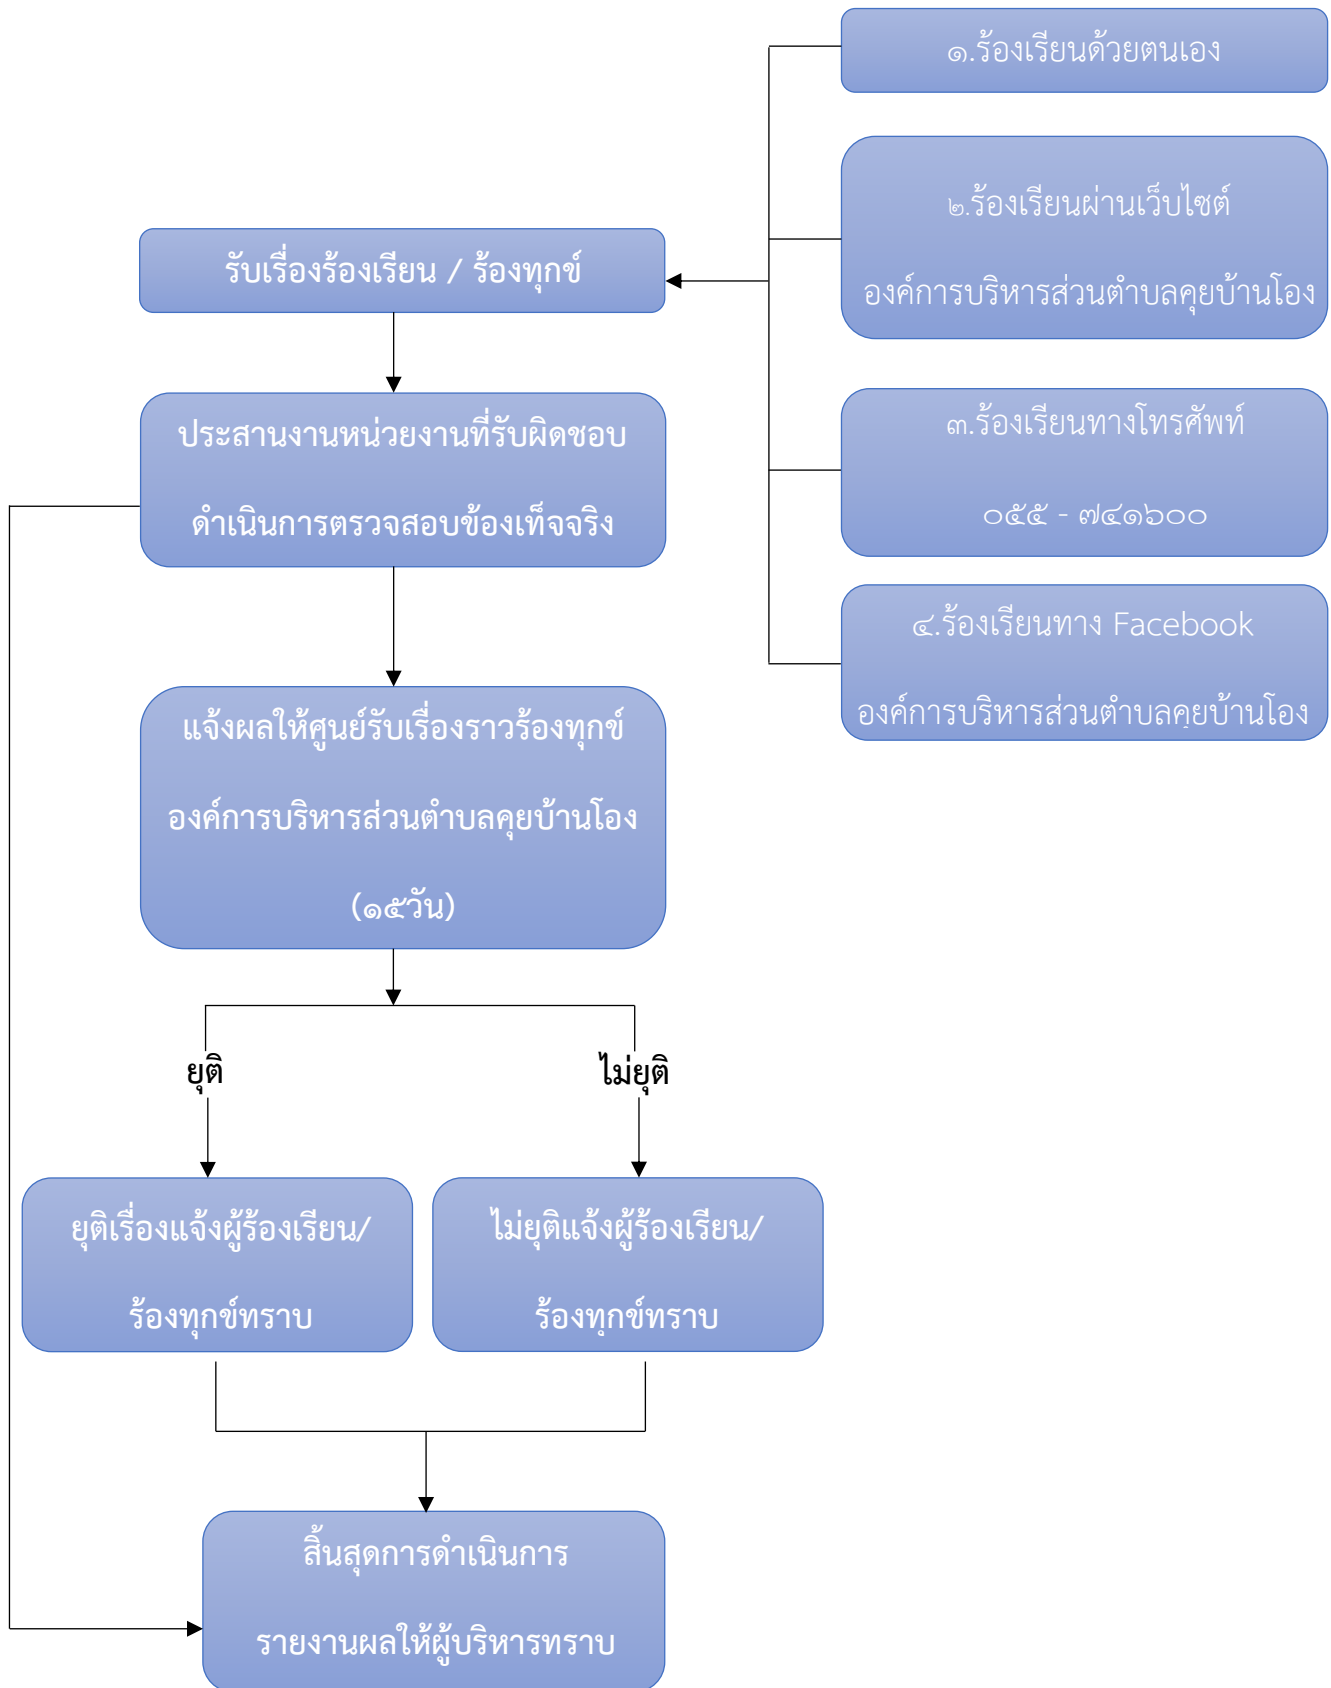 ๑.ร้องเรียนด้วยตนเอง
๒.ร้องเรียนผ่านเว็บไซต์
องค์การบริหารส่วนตำบลคุยบ้านโอง
๓.ร้องเรียนทางโทรศัพท์
๐๕๕ - ๗๔๑๖๐๐
๔.ร้องเรียนทาง Facebook
องค์การบริหารส่วนตำบลคุยบ้านโอง
รับเรื่องร้องเรียน / ร้องทุกข์
ประสานงานหน่วยงานที่รับผิดชอบ
ดำเนินการตรวจสอบข้องเท็จจริง
แจ้งผลให้ศูนย์รับเรื่องราวร้องทุกข์
องค์การบริหารส่วนตำบลคุยบ้านโอง
(๑๕วัน)
ยุติ
ไม่ยุติ
ยุติเรื่องแจ้งผู้ร้องเรียน/
ร้องทุกข์ทราบ
ไม่ยุติแจ้งผู้ร้องเรียน/
ร้องทุกข์ทราบ
สิ้นสุดการดำเนินการ
รายงานผลให้ผู้บริหารทราบ